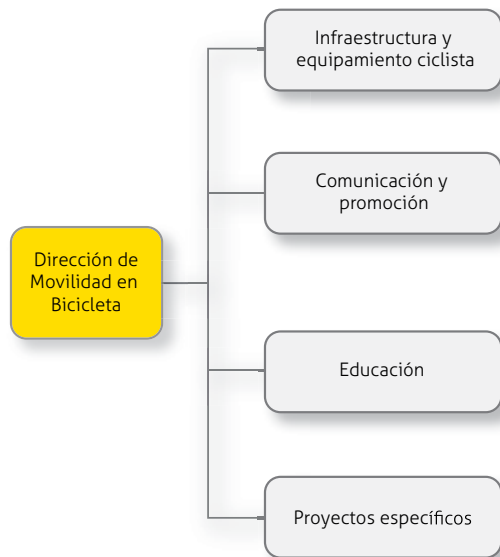 Infraestructura y
equipamiento ciclista
Comunicación y
promoción
Dirección de
Movilidad en
Bicicleta
Educación
Proyectos específicos